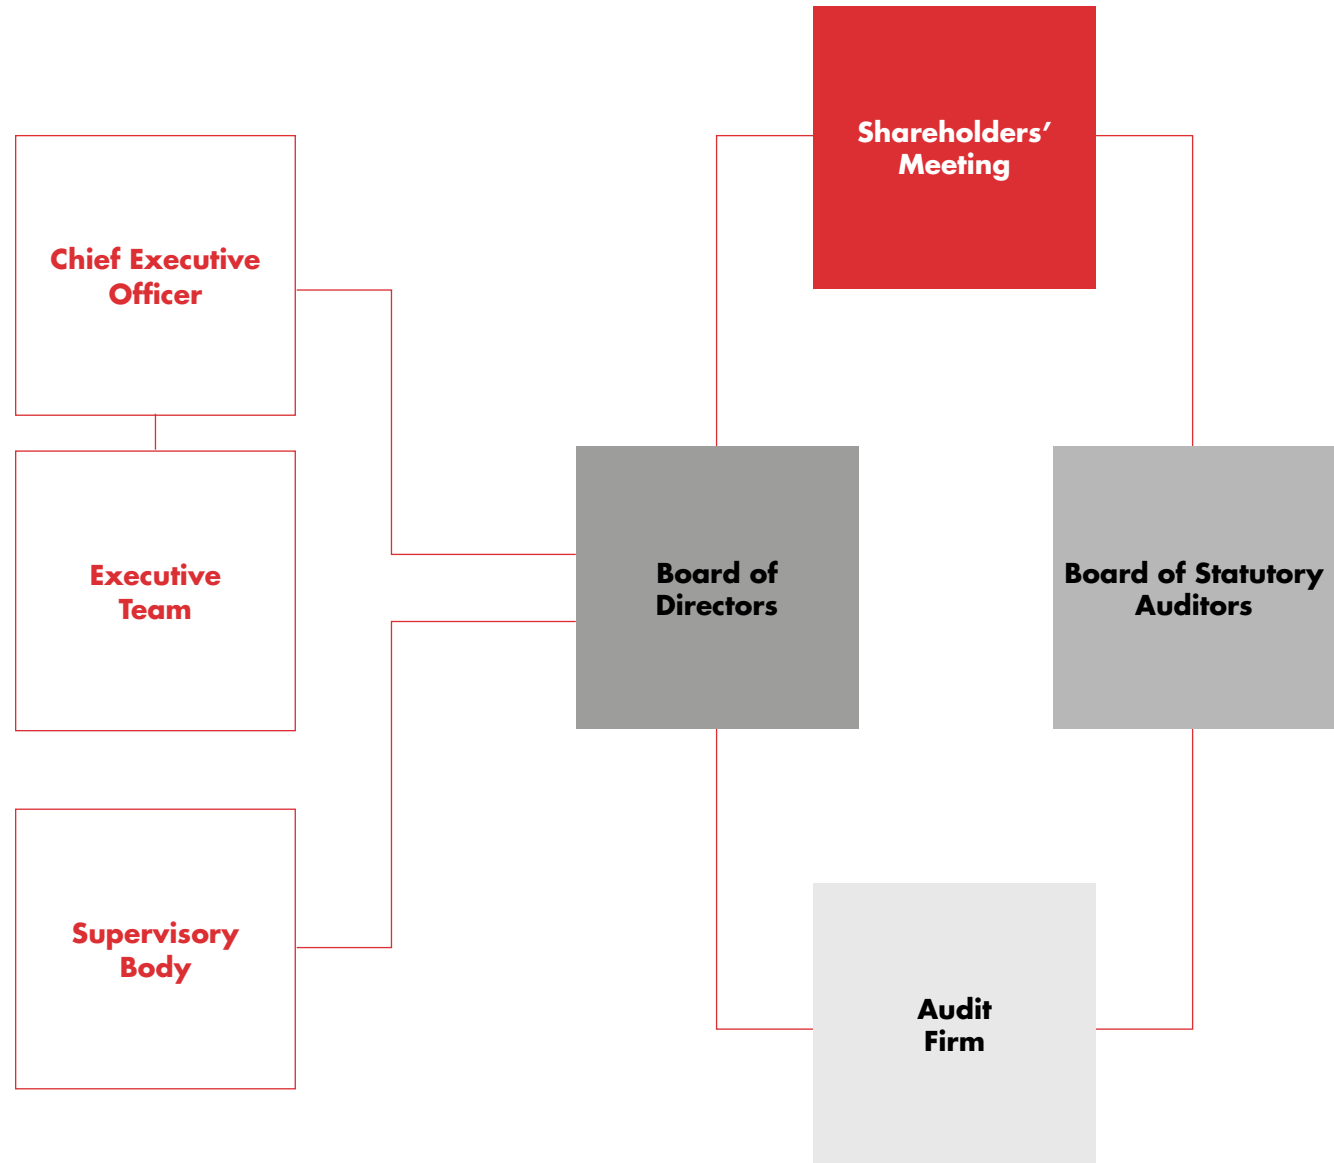 Shareholders’
Meeting
Chief Executive
Officer
Executive
Team
Board of
Directors
Board of Statutory
Auditors
Supervisory
Body
Audit
Firm